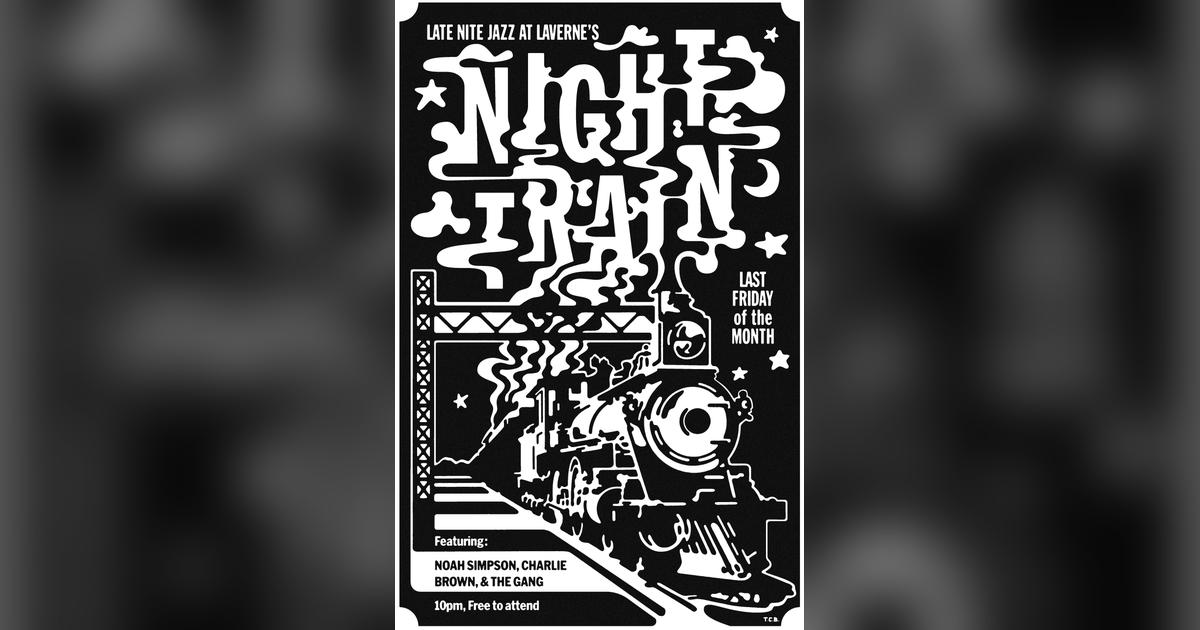 LATE NITE JAZZ AT LAVERNE'S
NIGHT
TRAIN
LAST
FRIDAY
of the
MONTH
Featuring:
NOAH SIMPSON, CHARLIE
BROWN, & THE GANG
10pm, Free to attend
T.C.B.